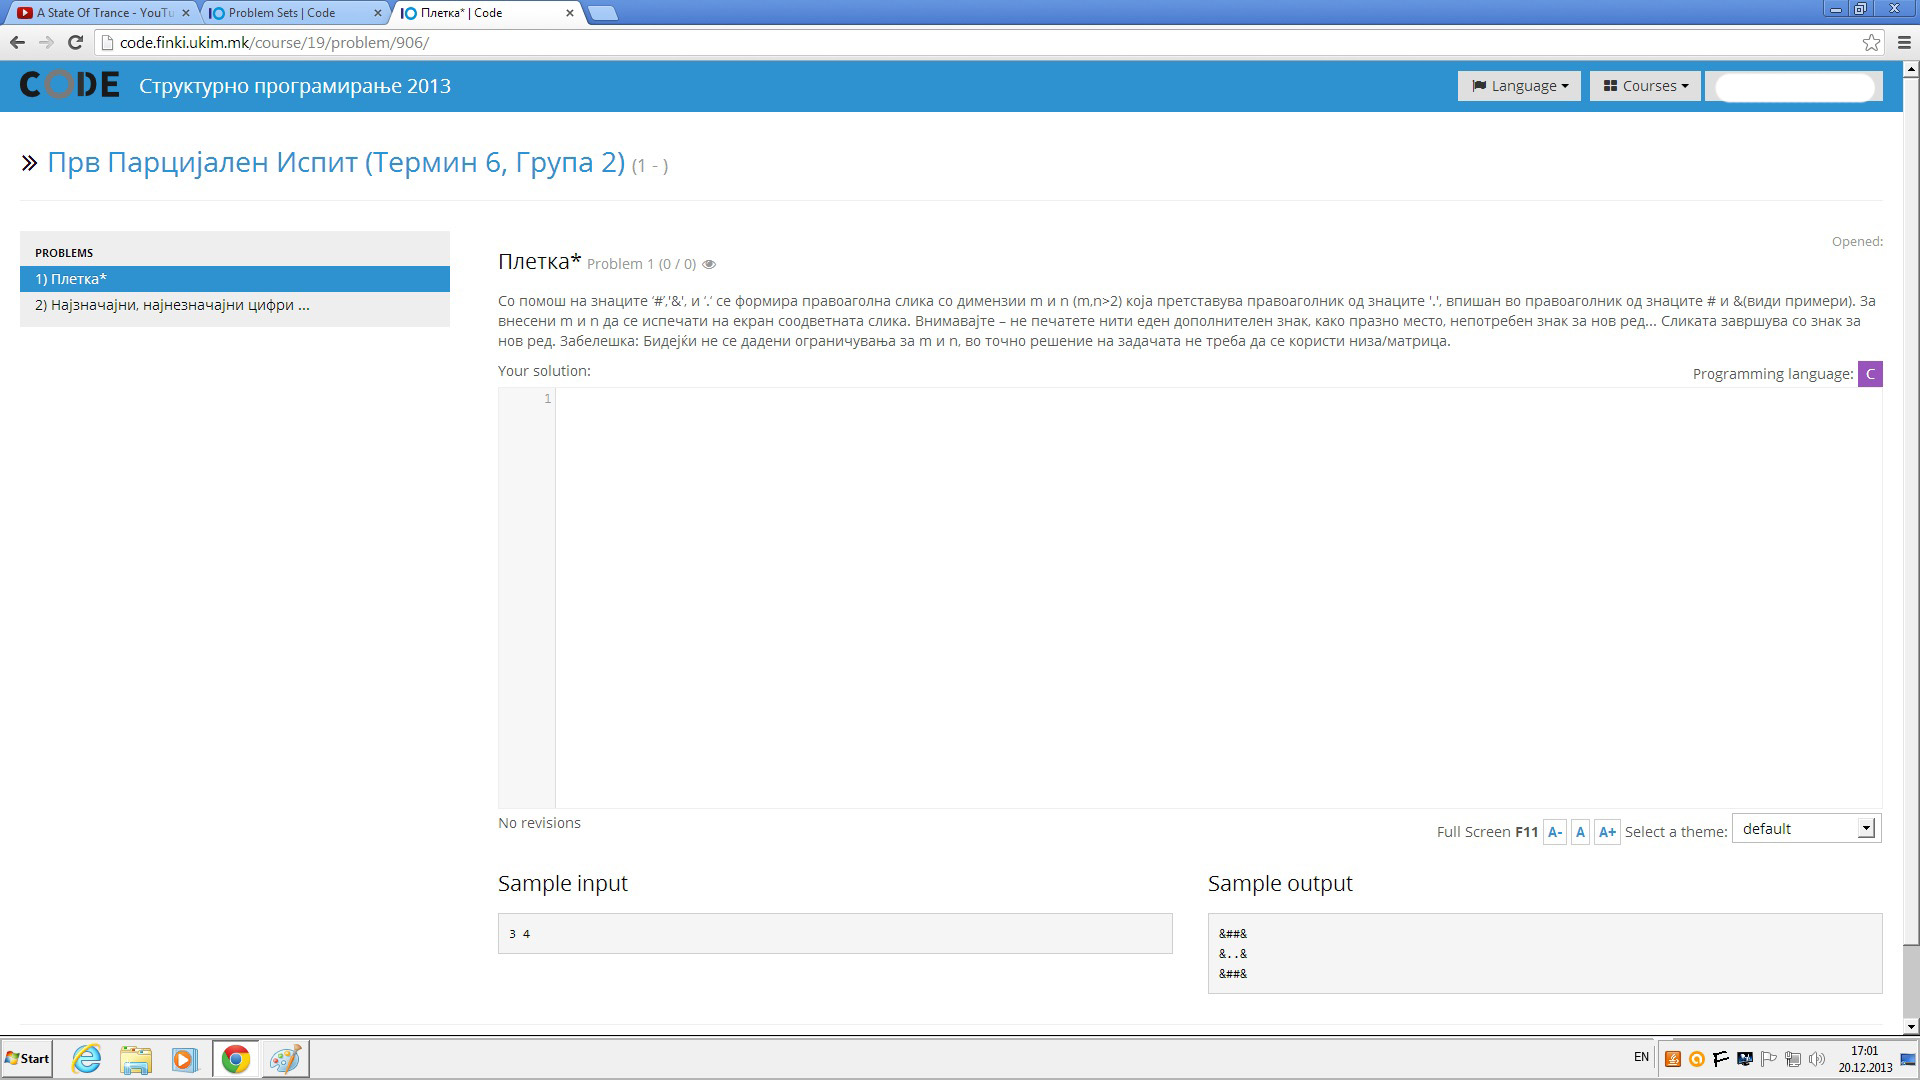 A State Of Trance - YouTu
Problem Sets | Code
Плетка* | Code
code.finki.ukim.mk/course/19/problem/906/
CODE
Структурно програмирање 2013
Language
Courses
» Прв Парцијален Испит (Термин 6, Група 2) (1 - )
PROBLEMS
1) Плетка*
2) Најзначајни, најнезначајни цифри ...
Opened:
Плетка* Problem 1 (0 / 0)
Со помош на знаците '#','&', и '.' се формира правоаголна слика со димензии m и n (m,n>2) која претставува правоаголник од знаците '.', впишан во правоаголник од знаците # и &(види примери). За
внесени m и n да се испечати на екран соодветната слика. Внимавајте – не печатете нити еден дополнителен знак, како празно место, непотребен знак за нов ред... Сликата завршува со знак за
нов ред. Забелешка: Бидејќи не се дадени ограничувања за m и n, во точно решение на задачата не треба да се користи низа/матрица.
Your solution:
Programming language: C
1
No revisions
Full Screen F11 A- A A+ Select a theme: default
Sample input
3 4
Sample output
&##&
&..&
&##&
Start
EN
17:01
20.12.2013